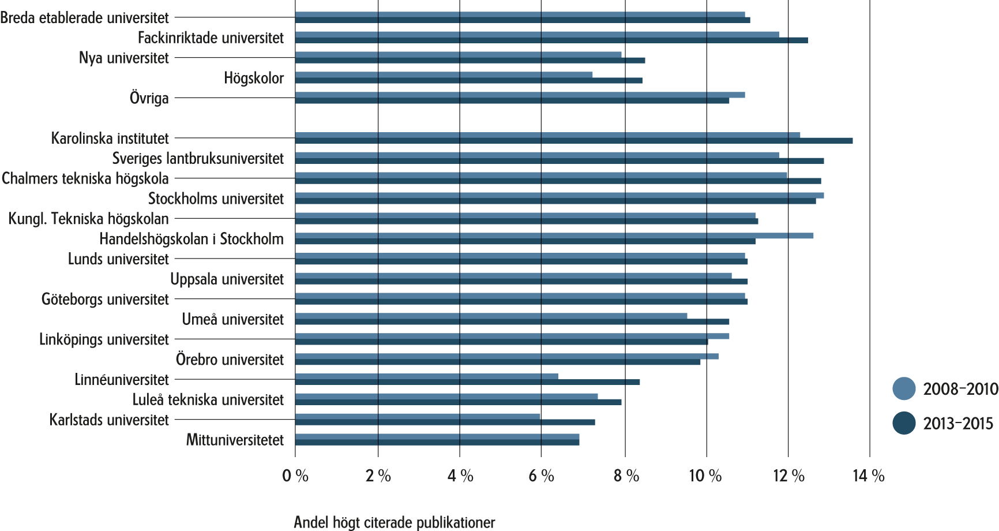 Breda etablerade universitet
Fackinriktade universitet
Nya universitet
Högskolor
Övriga
Karolinska institutet
Sveriges lantbruksuniversitet
Chalmers tekniska högskola
Stockholms universitet
Kungl. Tekniska högskolan
Handelshögskolan i Stockholm
Lunds universitet
Uppsala universitet
Göteborgs universitet
Umeå universitet
Linköpings universitet
Örebro universitet
Linnéuniversitet
Luleå tekniska universitet
Karlstads universitet
Mittuniversitetet
2008–2010
2013–2015
0 % 2 % 4 % 6 % 8 % 10 % 12 % 14 %
Andel högt citerade publikationer